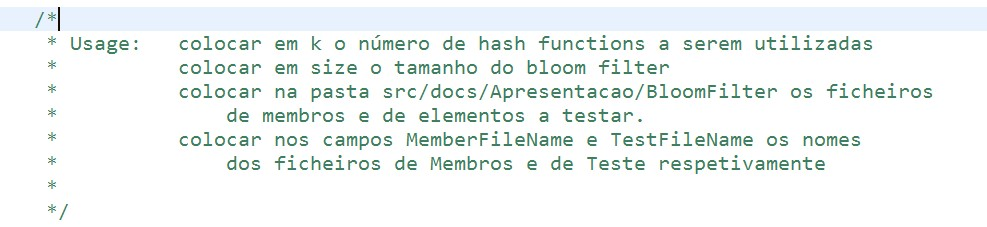 /*
* Usage: colocar em k o número de hash functions a serem utilizadas
* colocar em size o tamanho do bloom filter
* colocar na pasta src/docs/Apresentacao/BloomFilter os ficheiros
* de membros e de elementos a testar.
* colocar nos campos MemberFileName e TestFileName os nomes
* dos ficheiros de Membros e de Teste respetivamente
*
*/